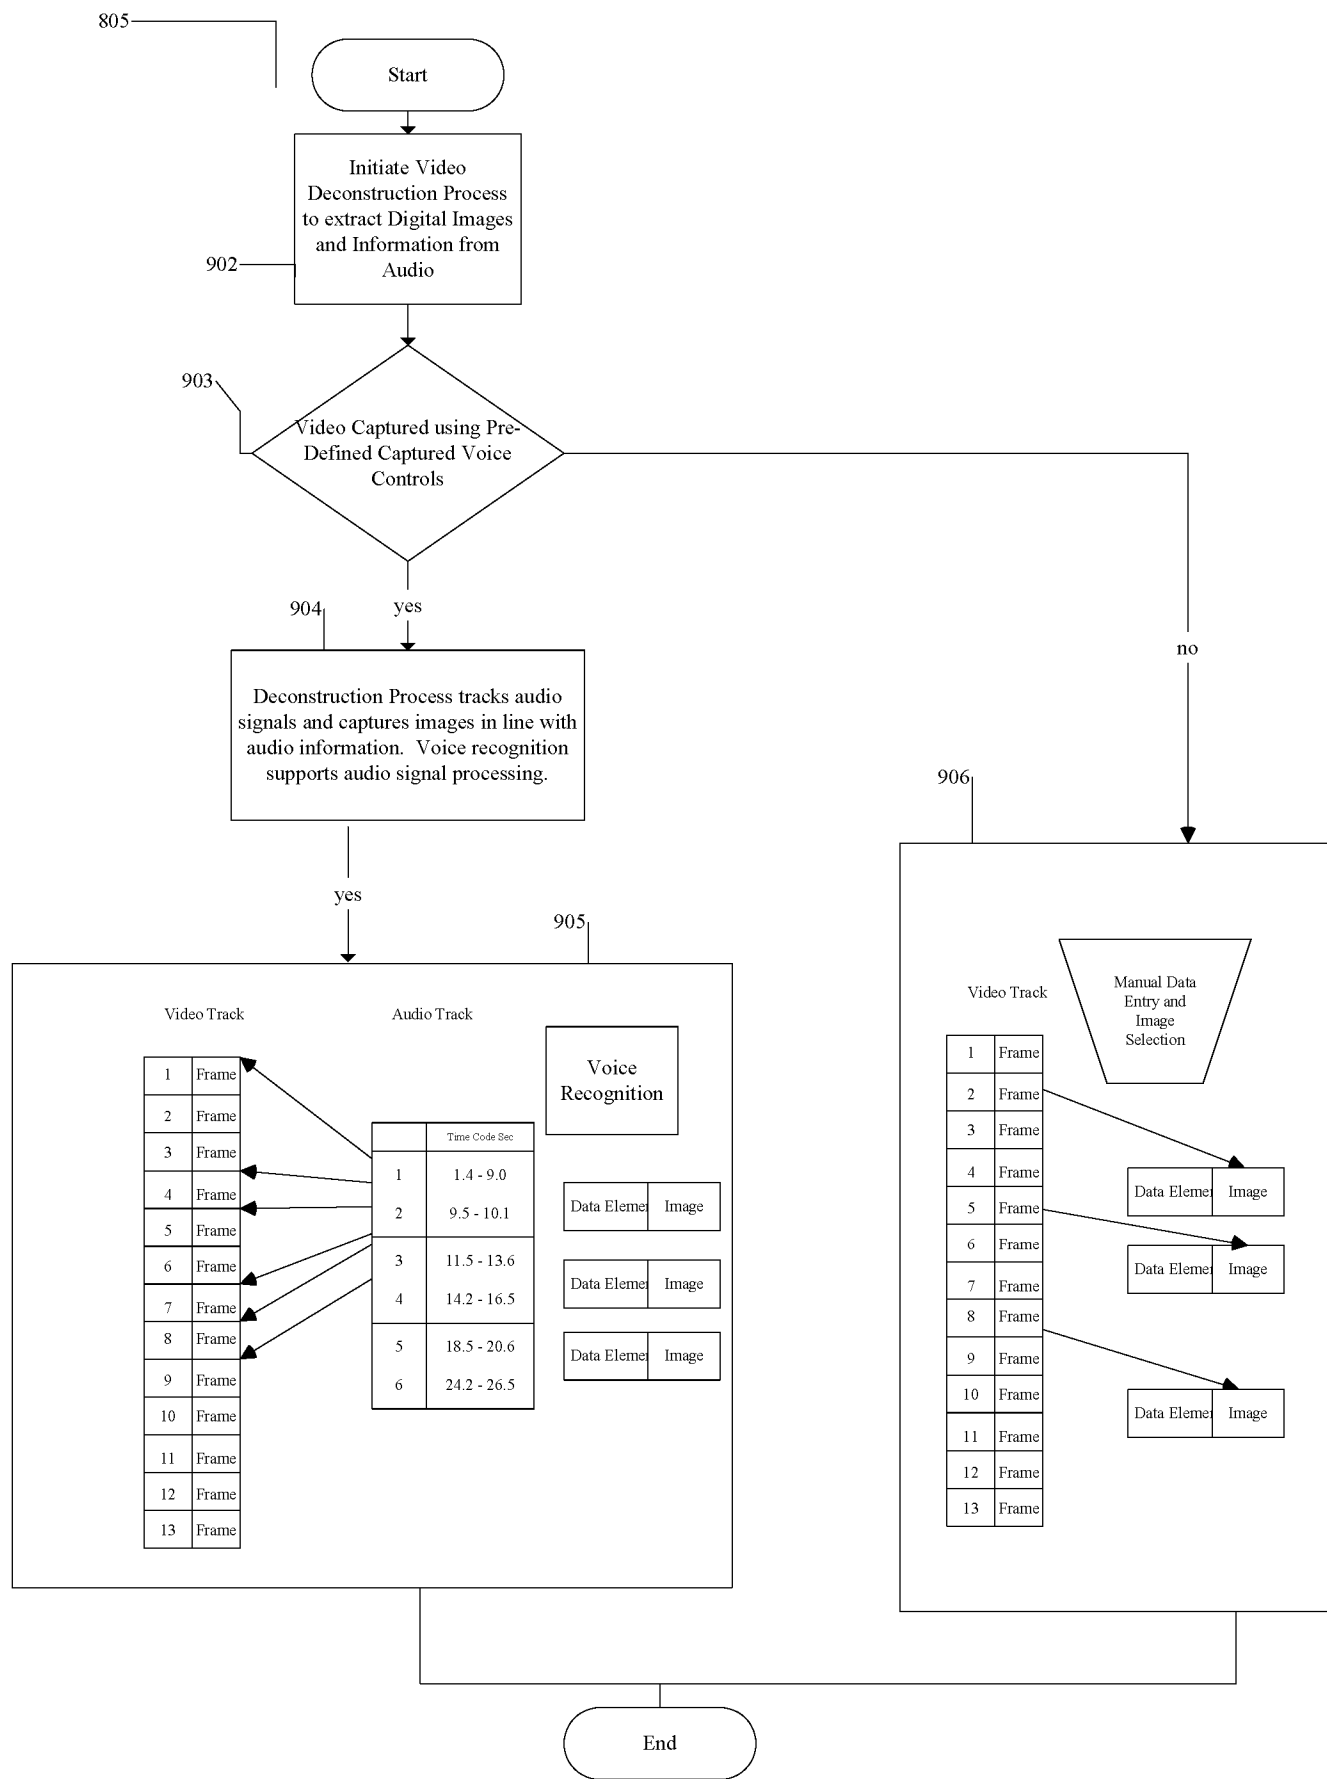 805
Start
Initiate Video
Deconstruction Process
to extract Digital Images
and Information from
Audio
902
903
Video Captured using Pre-
Defined Captured Voice
Controls
yes
904
no
Deconstruction Process tracks audio
signals and captures images in line with
audio information. Voice recognition
supports audio signal processing.
906
yes
905
Video Track
Audio Track
Voice
Recognition
1 Frame
2 Frame
3 Frame
4 Frame
5 Frame
6 Frame
7 Frame
8 Frame
9 Frame
10 Frame
11 Frame
12 Frame
13 Frame
Time Code Sec
1 1.4 - 9.0
2 9.5 - 10.1
3 11.5 - 13.6
4 14.2 - 16.5
5 18.5 - 20.6
6 24.2 - 26.5
Data Elemer Image
Data Elemer Image
Data Elemer Image
Video Track
Manual Data
Entry and
Image
Selection
1 Frame
2 Frame
3 Frame
4 Frame
5 Frame
6 Frame
7 Frame
8 Frame
9 Frame
10 Frame
11 Frame
12 Frame
13 Frame
Data Elemer Image
Data Elemer Image
Data Elemer Image
End